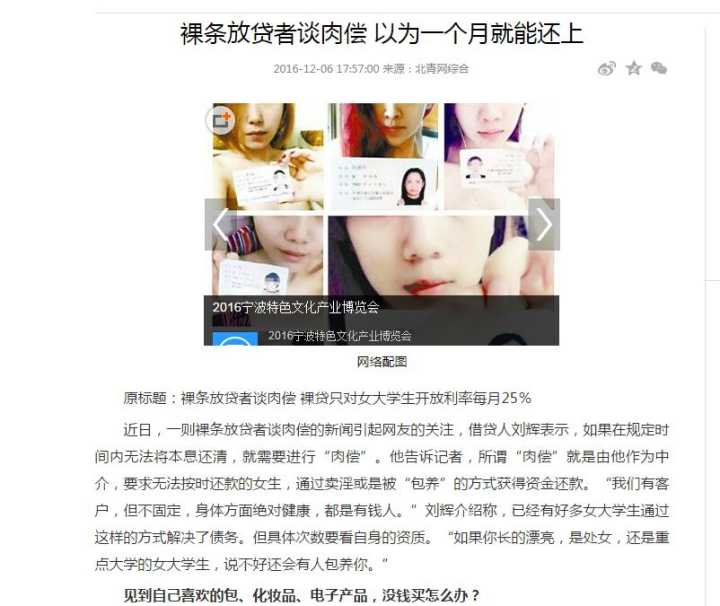 裸条放贷者谈肉偿 以为一个月就能还上
2016-12-06 17:57:00 来源：北青网综合
2016宁波特色文化产业博览会
2016宁波特色文化产业博览会
网络配图
原标题：裸条放贷者谈肉偿 裸贷只对女大学生开放利率每月25%
近日，一则裸条放贷者谈肉偿的新闻引起网友的关注，借贷人刘辉表示，如果在规定时
间内无法将本息还清，就需要进行“肉偿”。他告诉记者，所谓“肉偿”就是由他作为中
介，要求无法按时还款的女生，通过卖淫或是被“包养”的方式获得资金还款。“我们有客
户，但不固定，身体方面绝对健康，都是有钱人。”刘辉介绍称，已经有好多女大学生通过
这样的方式解决了债务。但具体次数要看自身的资质。“如果你长的漂亮，是处女，还是重
点大学的女大学生，说不好还会有人包养你。”
见到自己喜欢的包、化妆品、电子产品，没钱买怎么办？